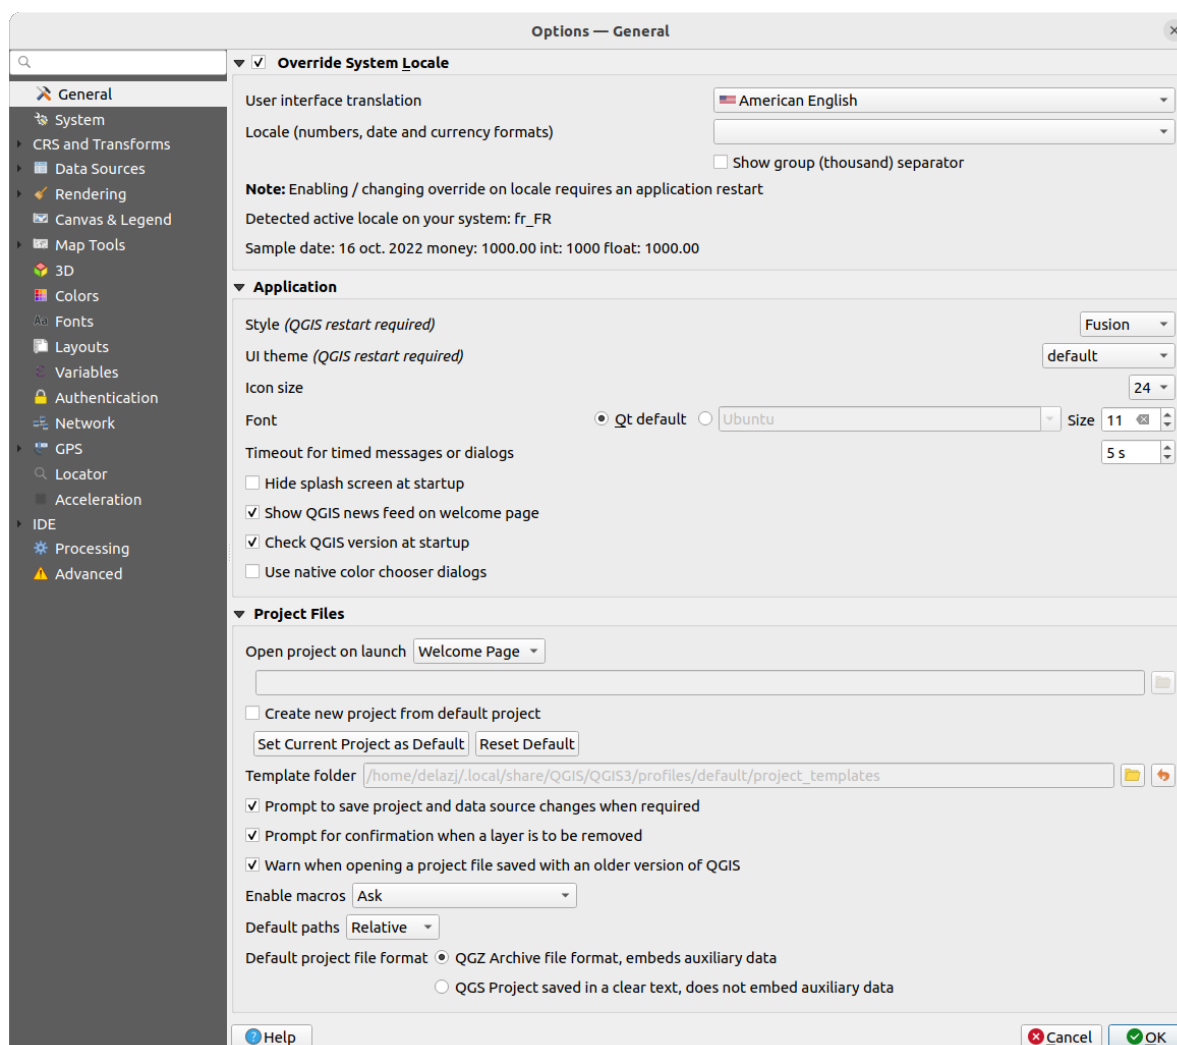 Options — General
General
System
CRS and Transforms
Data Sources
Rendering
Canvas & Legend
Map Tools
3D
Colors
Fonts
Layouts
Variables
Authentication
Network
GPS
Locator
Acceleration
IDE
Processing
Advanced
Override System Locale
User interface translation American English
Locale (numbers, date and currency formats)
Show group (thousand) separator
Note: Enabling / changing override on locale requires an application restart
Detected active locale on your system: fr_FR
Sample date: 16 oct. 2022 money: 1000.00 int: 1000 float: 1000.00
Application
Style (QGIS restart required) Fusion
UI theme (QGIS restart required) default
Icon size 24
Font Qt default Ubuntu Size 11
Timeout for timed messages or dialogs 5 s
Hide splash screen at startup
Show QGIS news feed on welcome page
Check QGIS version at startup
Use native color chooser dialogs
Project Files
Open project on launch Welcome Page
Create new project from default project
Set Current Project as Default Reset Default
Template folder /home/delazj/.local/share/QGIS/QGIS3/profiles/default/project_templates
Prompt to save project and data source changes when required
Prompt for confirmation when a layer is to be removed
Warn when opening a project file saved with an older version of QGIS
Enable macros Ask
Default paths Relative
Default project file format QGZ Archive file format, embeds auxiliary data
QGS Project saved in a clear text, does not embed auxiliary data
Help Cancel OK